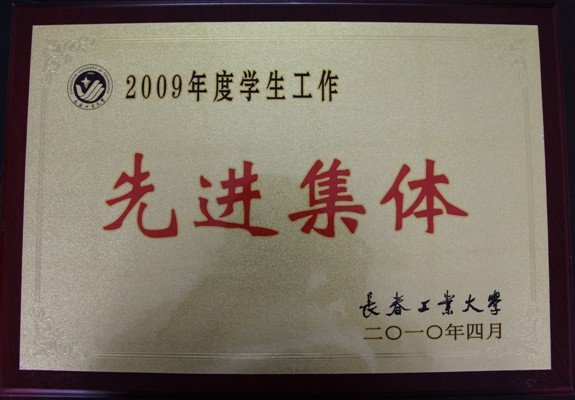 2009年度学生工作
先进集体
長春工業大學
二〇一〇年四月